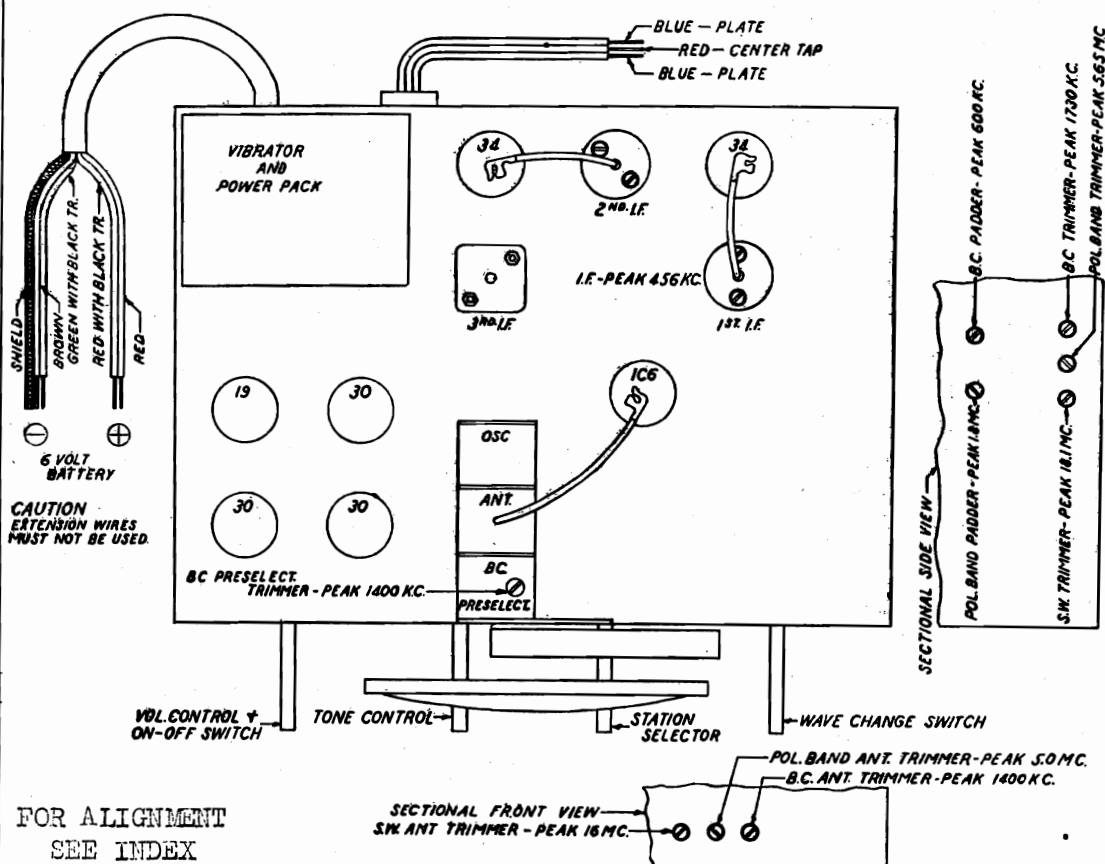 BLUE – PLATE
RED – CENTER TAP
BLUE – PLATE
VIBRATOR
AND
POWER PACK
34
2ND. I.F.
34
I.F.-PEAK 456 KC.
1ST. I.F.
3RD. I.F.
SHIELD
BROWN
GREEN WITH BLACK TR.
RED WITH BLACK TR.
RED
6 VOLT
BATTERY
CAUTION
EXTENSION WIRES
MUST NOT BE USED.
19
30
30
30
1C6
OSC
ANT.
BC.
PRESELECT.
BC PRESELECT.
TRIMMER - PEAK 1400 KC.
B.C. PADDER- PEAK 600 KC.
B.C TRIMMER-PEAK 1730 KC.
POL.BAND TRIMMER-PEAK 5.65 MC
POL.BAND PADDER-PEAK 1.8 MC.
S.W. TRIMMER- PEAK 18.1 MC.
SECTIONAL SIDE VIEW
VOL.CONTROL +
ON-OFF SWITCH
TONE CONTROL
STATION
SELECTOR
WAVE CHANGE SWITCH
POL. BAND ANT. TRIMMER-PEAK 5.0 MC.
B.C. ANT. TRIMMER-PEAK 1400 KC.
SECTIONAL FRONT VIEW
S.W. ANT TRIMMER - PEAK 16 MC.
FOR ALIGNMENT
SEE INDEX